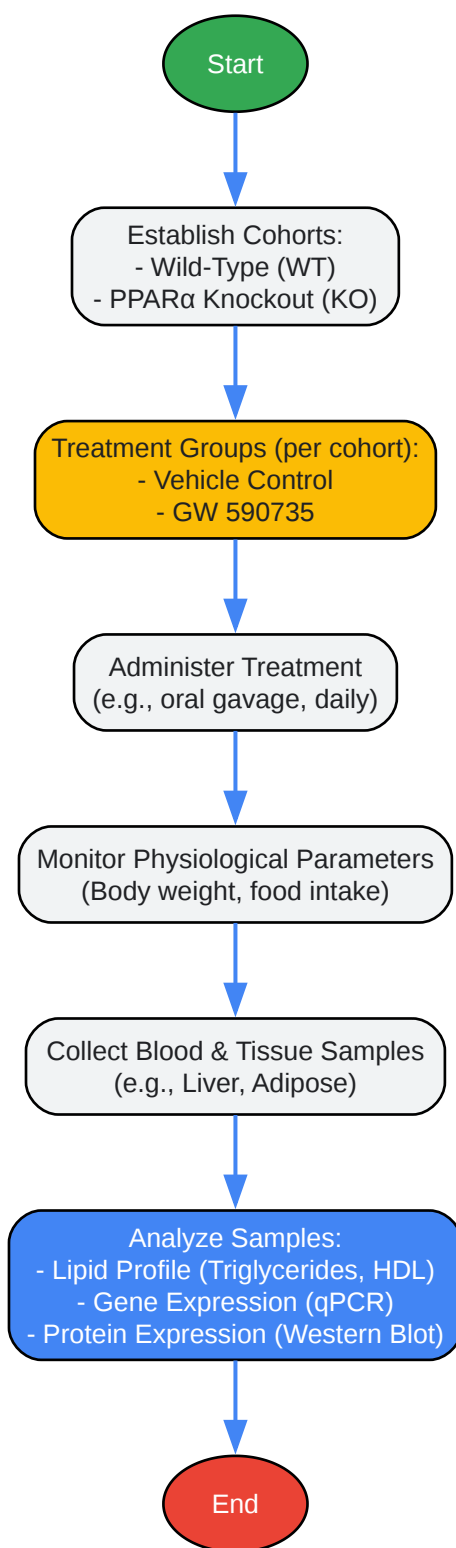 Start
Establish Cohorts:
- Wild-Type (WT)
- PPARα Knockout (KO)
Treatment Groups (per cohort):
- Vehicle Control
- GW 590735
Administer Treatment
(e.g., oral gavage, daily)
Monitor Physiological Parameters
(Body weight, food intake)
Collect Blood & Tissue Samples
(e.g., Liver, Adipose)
Analyze Samples:
- Lipid Profile (Triglycerides, HDL)
- Gene Expression (qPCR)
- Protein Expression (Western Blot)
End